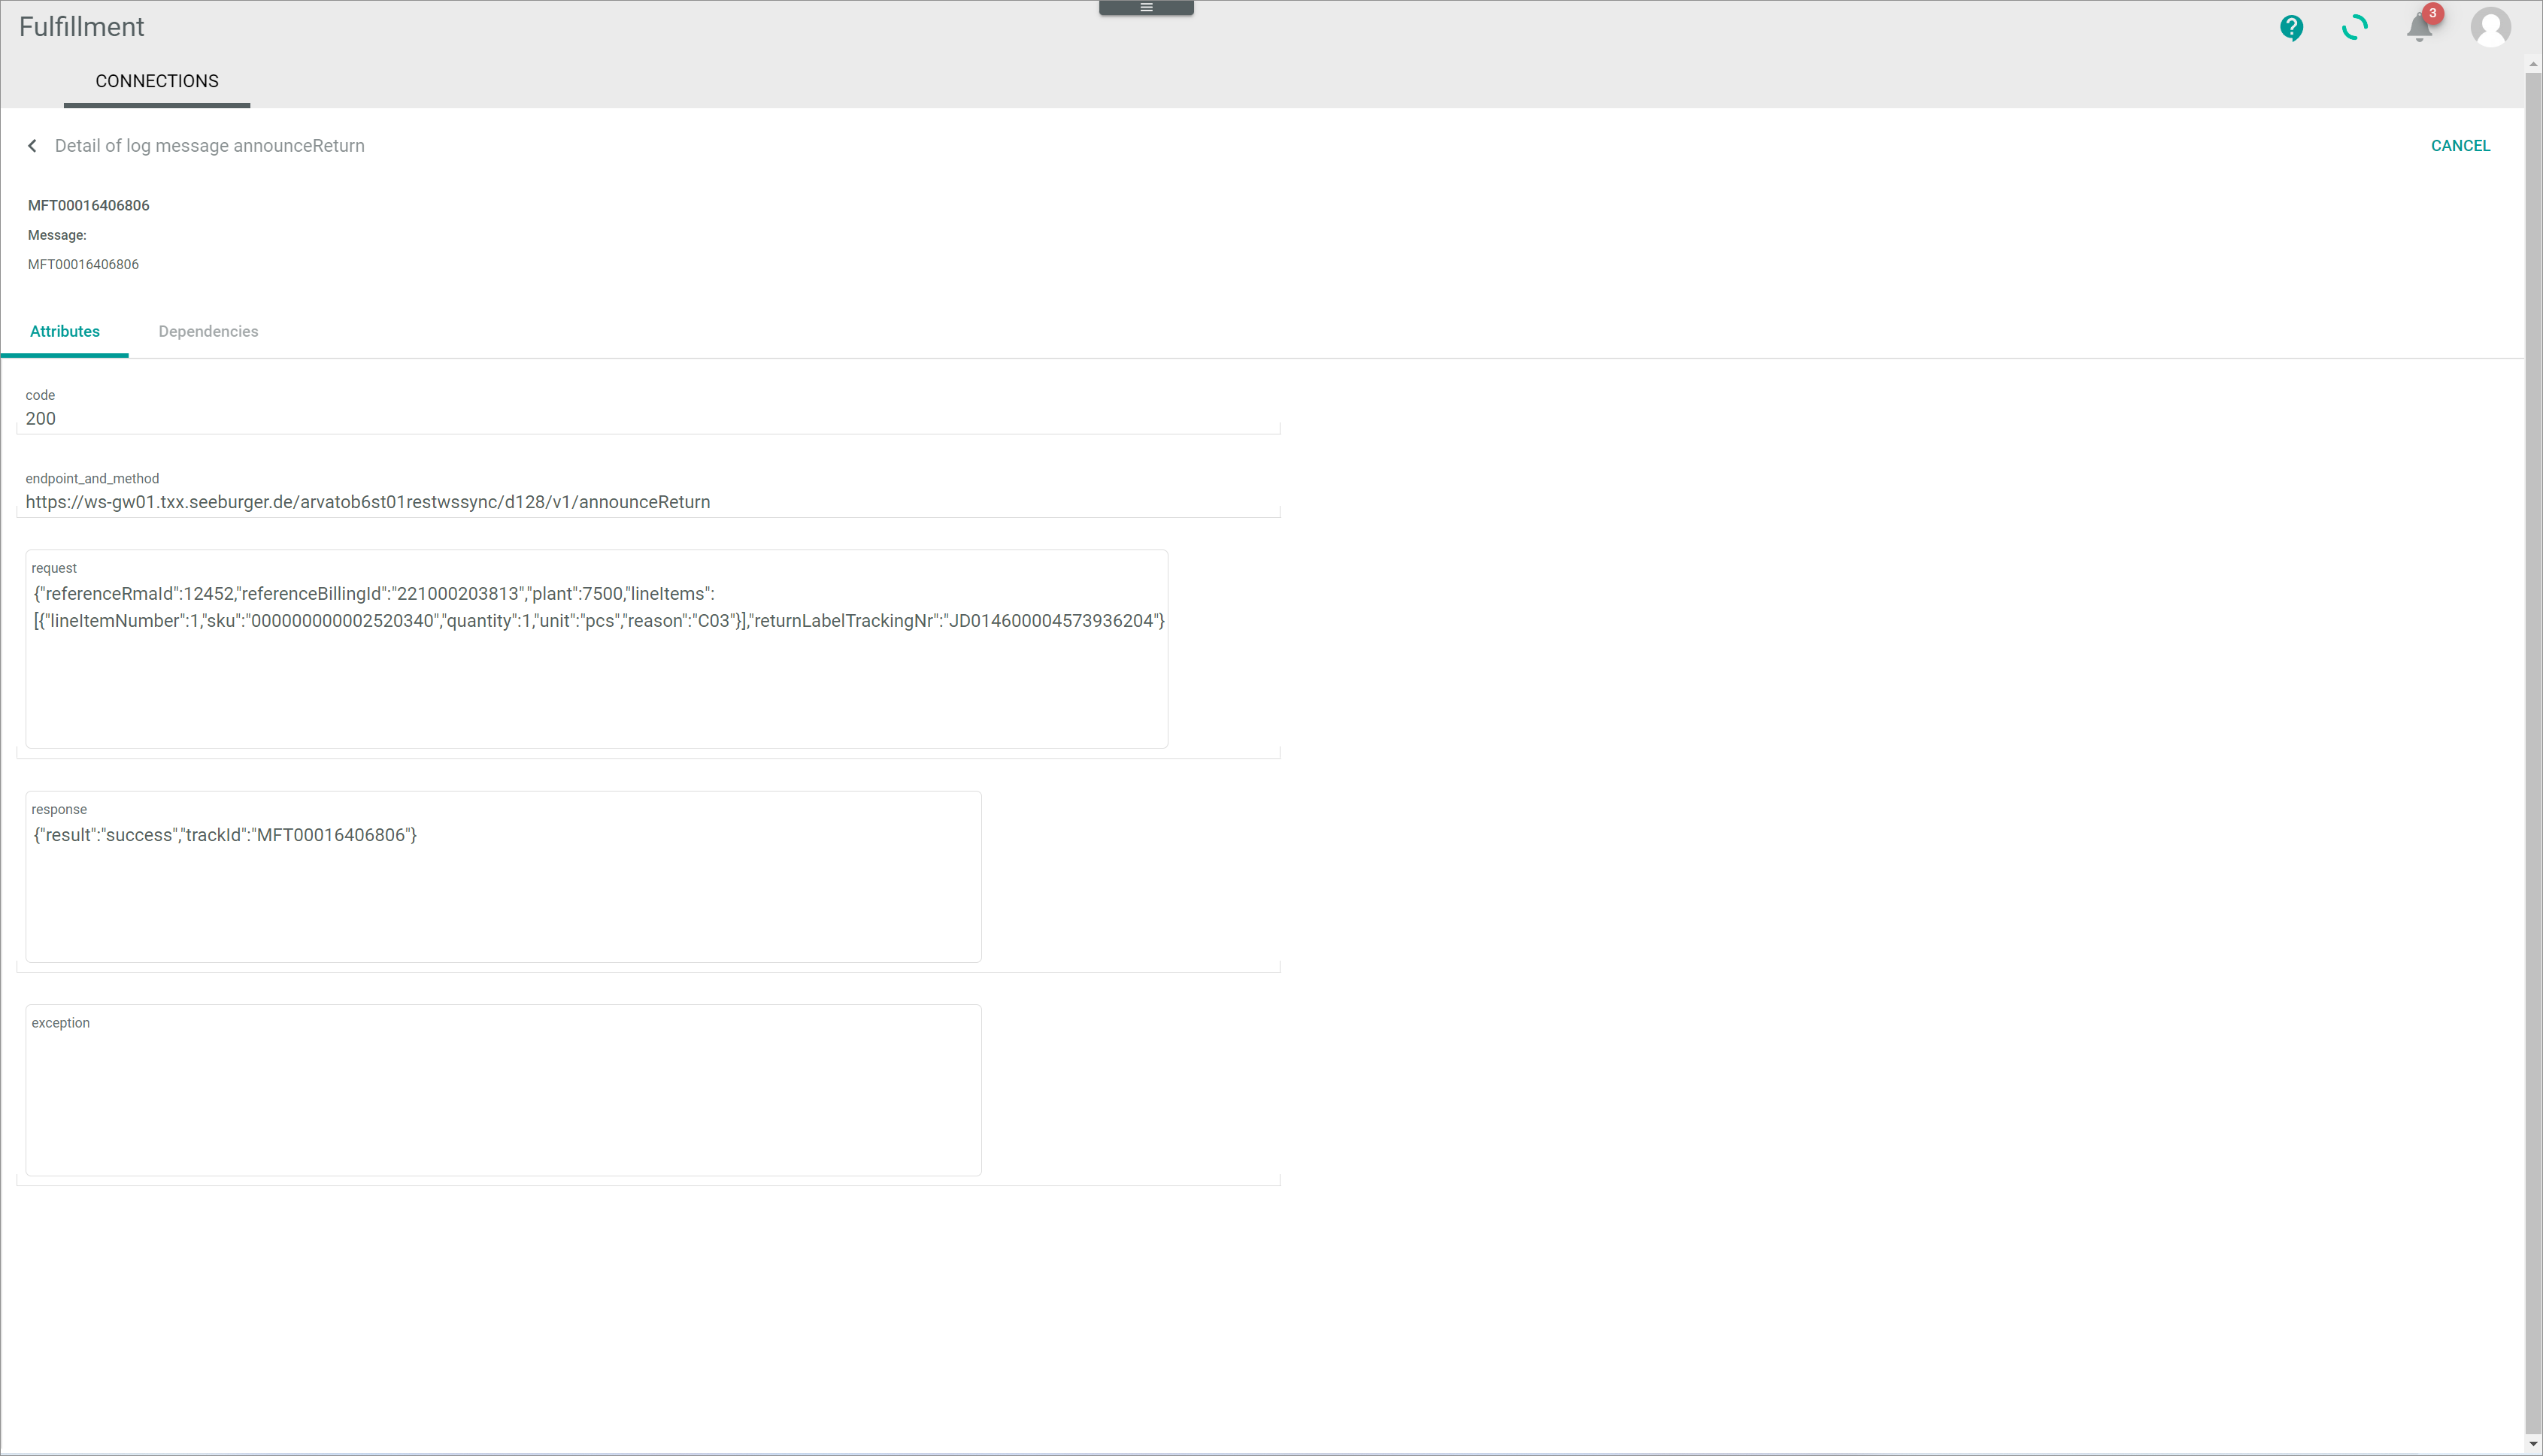 Fulfillment
3
CONNECTIONS
Detail of log message announceReturn
CANCEL
MFT00016406806
Message:
MFT00016406806
Attributes
Dependencies
code
200
endpoint_and_method
https://ws-gw01.txx.seeburger.de/arvatob6st01restwssync/d128/v1/announceReturn
request
{"referenceRmaId":12452,"referenceBillingId":"221000203813","plant":7500,"lineItems":
[{"lineItemNumber":1,"sku":"000000000002520340","quantity":1,"unit":"pcs","reason":"C03"}],"returnLabelTrackingNr":"JD014600004573936204"}
response
{"result":"success","trackId":"MFT00016406806"}
exception